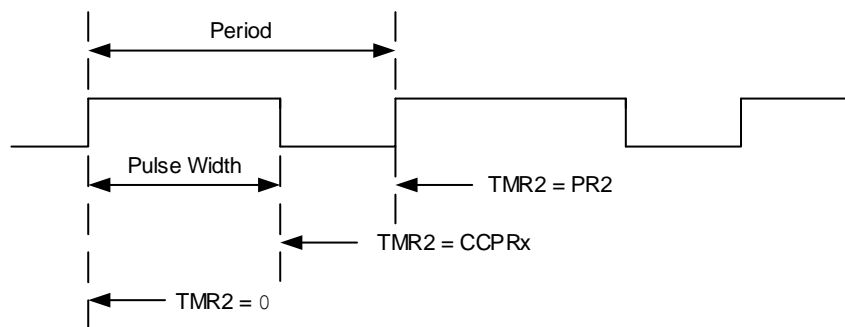 Period
Pulse Width
TMR2 = PR2
TMR2 = CCPRx
TMR2 = 0